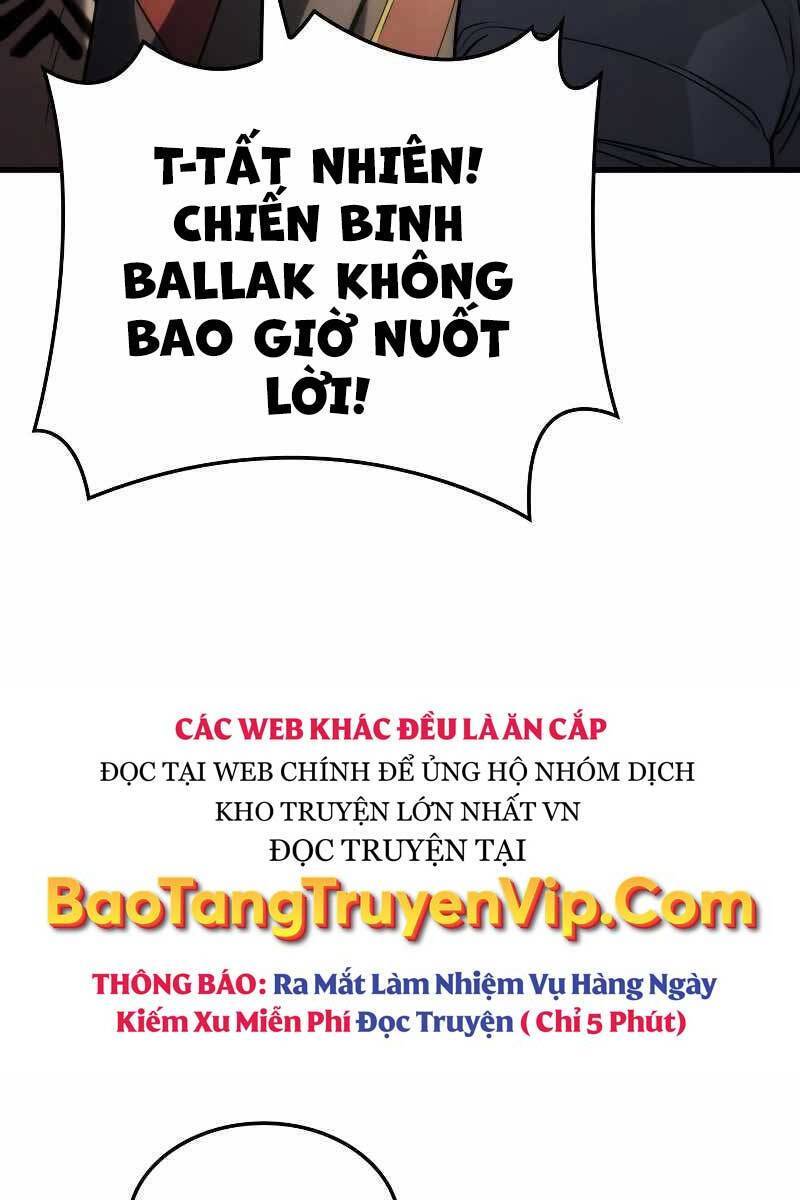 T-TẤT NHIÊN!
CHIẾN BINH
BALLAK KHÔNG
BAO GIỜ NUỐT
LỜI!
CÁC WEB KHÁC ĐỀU LÀ ĂN CẮP
ĐỌC TẠI WEB CHÍNH ĐỂ ỦNG HỘ NHÓM DỊCH
KHO TRUYỆN LỚN NHẤT VN
ĐỌC TRUYỆN TẠI
BaoTangTruyenVip.Com
THÔNG BÁO: Ra Mắt Làm Nhiệm Vụ Hàng Ngày
Kiếm Xu Miễn Phí Đọc Truyện ( Chỉ 5 Phút)